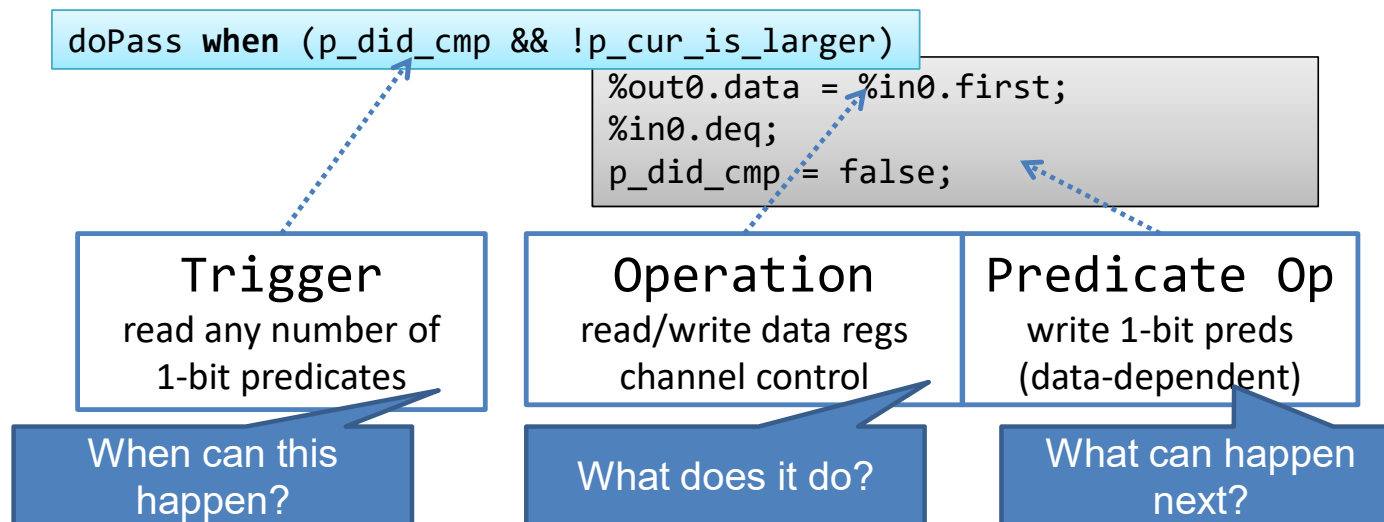 doPass when (p_did_cmp && !p_cur_is_larger)
%out0.data = %in0.first;
%in0.deq;
p_did_cmp = false;
Trigger
read any number of
1-bit predicates
Operation
read/write data regs
channel control
Predicate Op
write 1-bit preds
(data-dependent)
When can this
happen?
What does it do?
What can happen
next?